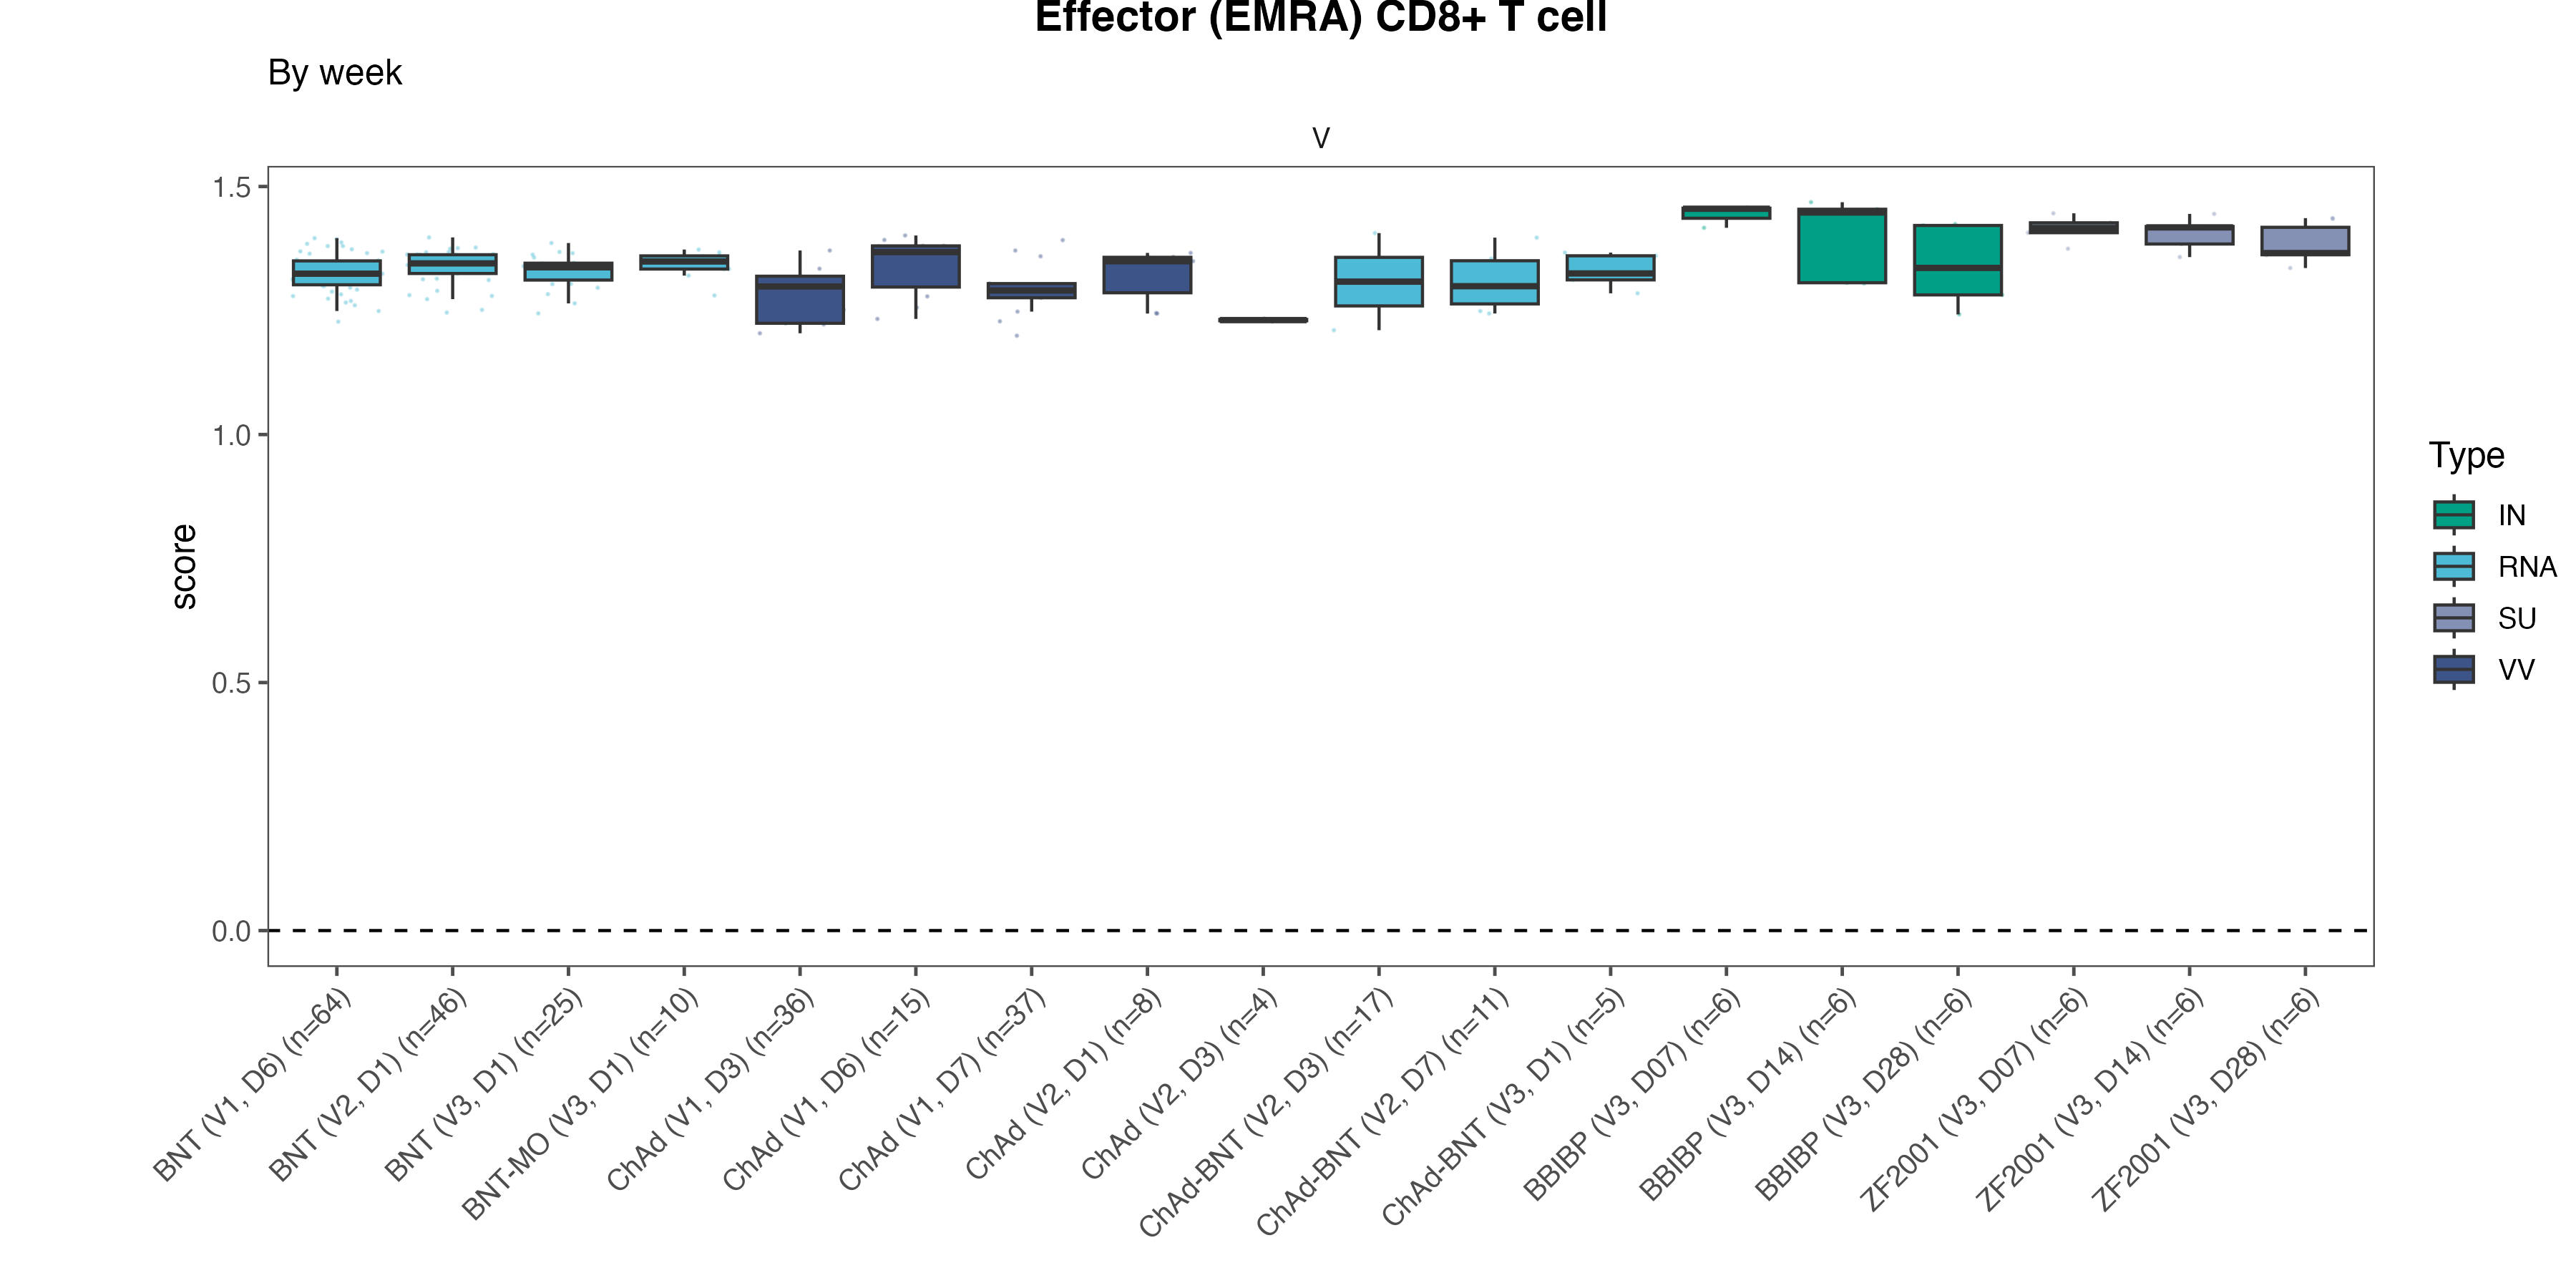 Effector (EMRA) CD8+ T cell
By week
V
1.5
1.0
0.5
0.0
score
BNT (V1, D6) (n=64)
BNT (V2, D1) (n=46)
BNT (V3, D1) (n=25)
BNT-MO (V3, D1) (n=10)
ChAd (V1, D3) (n=36)
ChAd (V1, D6) (n=15)
ChAd (V1, D7) (n=37)
ChAd (V2, D1) (n=8)
ChAd (V2, D3) (n=4)
ChAd-BNT (V2, D3) (n=17)
ChAd-BNT (V2, D7) (n=11)
ChAd-BNT (V3, D1) (n=5)
BBIBP (V3, D07) (n=6)
BBIBP (V3, D14) (n=6)
BBIBP (V3, D28) (n=6)
ZF2001 (V3, D07) (n=6)
ZF2001 (V3, D14) (n=6)
ZF2001 (V3, D28) (n=6)
Type
IN
RNA
SU
VV